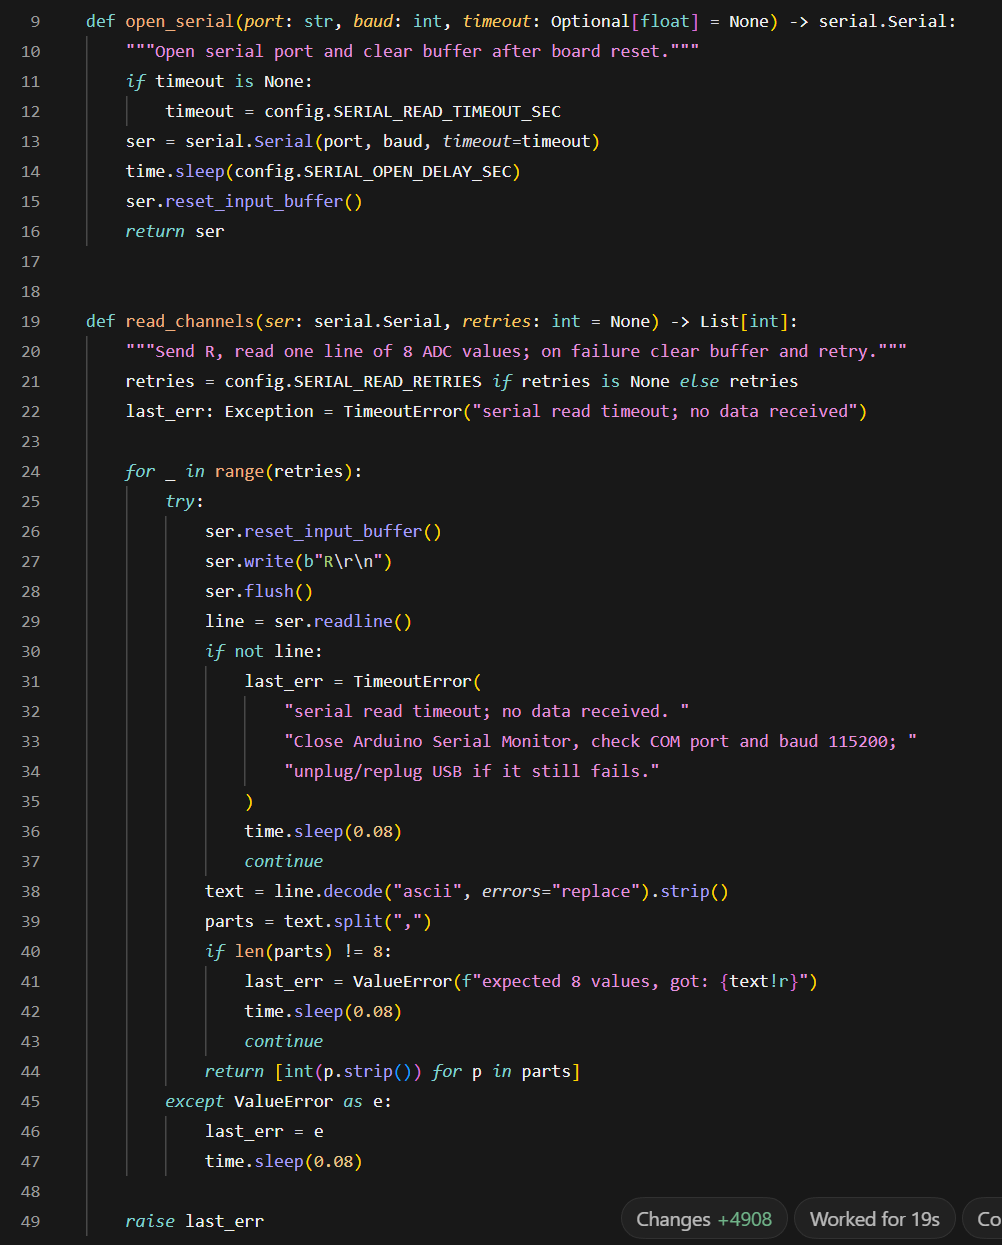 9 def open_serial(port: str, baud: int, timeout: Optional[float] = None) -> serial.Serial:
10     """Open serial port and clear buffer after board reset."""
11     if timeout is None:
12         timeout = config.SERIAL_READ_TIMEOUT_SEC
13     ser = serial.Serial(port, baud, timeout=timeout)
14     time.sleep(config.SERIAL_OPEN_DELAY_SEC)
15     ser.reset_input_buffer()
16     return ser
17
18
19 def read_channels(ser: serial.Serial, retries: int = None) -> List[int]:
20     """Send R, read one line of 8 ADC values; on failure clear buffer and retry."""
21     retries = config.SERIAL_READ_RETRIES if retries is None else retries
22     last_err: Exception = TimeoutError("serial read timeout; no data received")
23
24     for _ in range(retries):
25         try:
26             ser.reset_input_buffer()
27             ser.write(b"R\r\n")
28             ser.flush()
29             line = ser.readline()
30             if not line:
31                 last_err = TimeoutError(
32                     "serial read timeout; no data received. "
33                     "Close Arduino Serial Monitor, check COM port and baud 115200; "
34                     "unplug/replug USB if it still fails."
35                 )
36                 time.sleep(0.08)
37                 continue
38             text = line.decode("ascii", errors="replace").strip()
39             parts = text.split(",")
40             if len(parts) != 8:
41                 last_err = ValueError(f"expected 8 values, got: {text!r}")
42                 time.sleep(0.08)
43                 continue
44             return [int(p.strip()) for p in parts]
45         except ValueError as e:
46             last_err = e
47             time.sleep(0.08)
48
49     raise last_err
Changes +4908 Worked for 19s Co